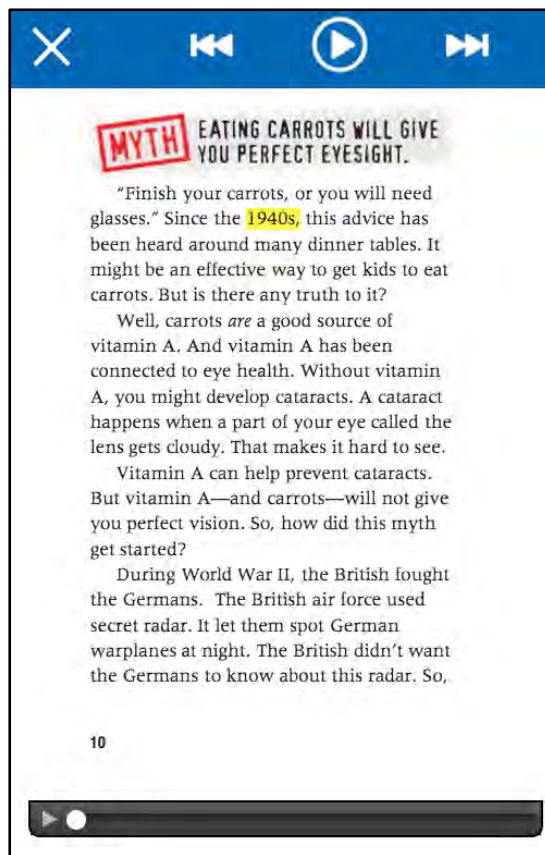 MYTH EATING CARROTS WILL GIVE
YOU PERFECT EYESIGHT.
“Finish your carrots, or you will need
glasses.” Since the 1940s, this advice has
been heard around many dinner tables. It
might be an effective way to get kids to eat
carrots. But is there any truth to it?
Well, carrots are a good source of
vitamin A. And vitamin A has been
connected to eye health. Without vitamin
A, you might develop cataracts. A cataract
happens when a part of your eye called the
lens gets cloudy. That makes it hard to see.
Vitamin A can help prevent cataracts.
But vitamin A—and carrots—will not give
you perfect vision. So, how did this myth
get started?
During World War II, the British fought
the Germans.  The British air force used
secret radar. It let them spot German
warplanes at night. The British didn’t want
the Germans to know about this radar. So,
10